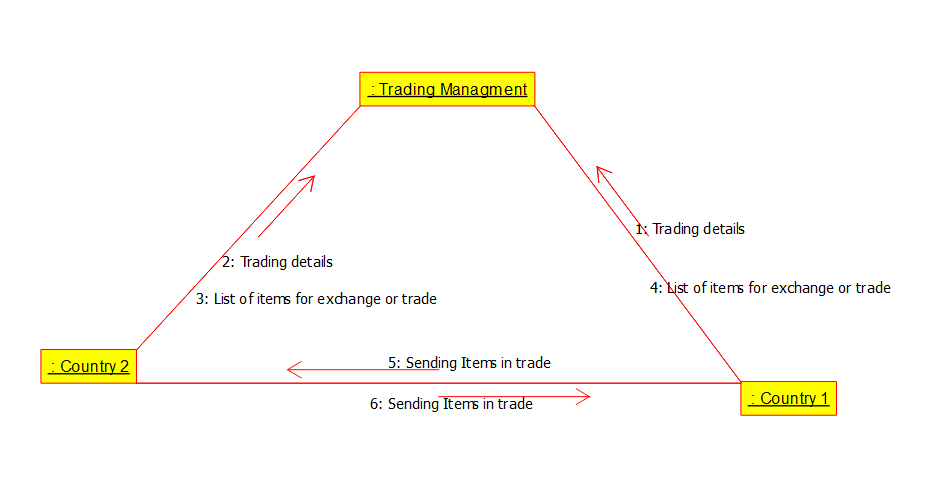 : Trading Managment
1: Trading details
2: Trading details
4: List of items for exchange or trade
3: List of items for exchange or trade
: Country 2
5: Sending Items in trade
6: Sending Items in trade
: Country 1